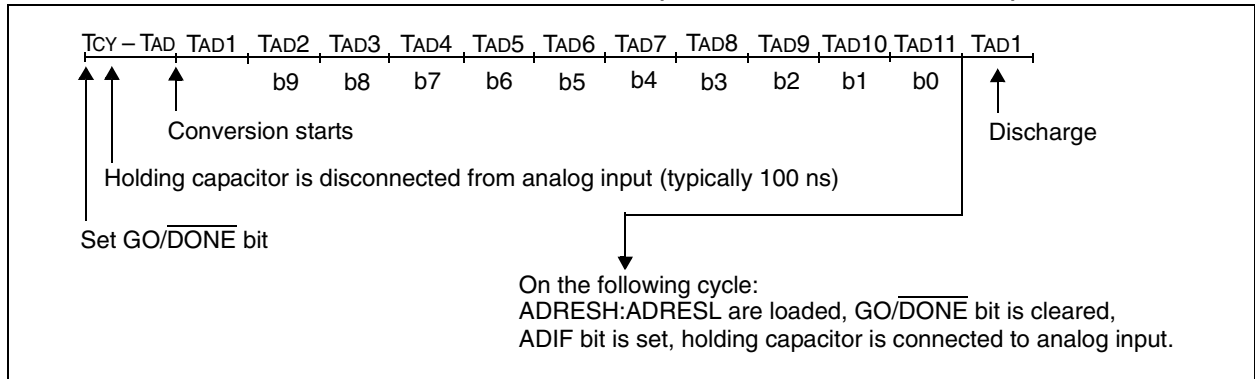 TCY – TAD TAD1 TAD2 TAD3 TAD4 TAD5 TAD6 TAD7 TAD8 TAD9 TAD10 TAD11 TAD1
b9 b8 b7 b6 b5 b4 b3 b2 b1 b0
Conversion starts
Discharge
Holding capacitor is disconnected from analog input (typically 100 ns)
Set GO/DONE bit
On the following cycle:
ADRESH:ADRESL are loaded, GO/DONE bit is cleared,
ADIF bit is set, holding capacitor is connected to analog input.